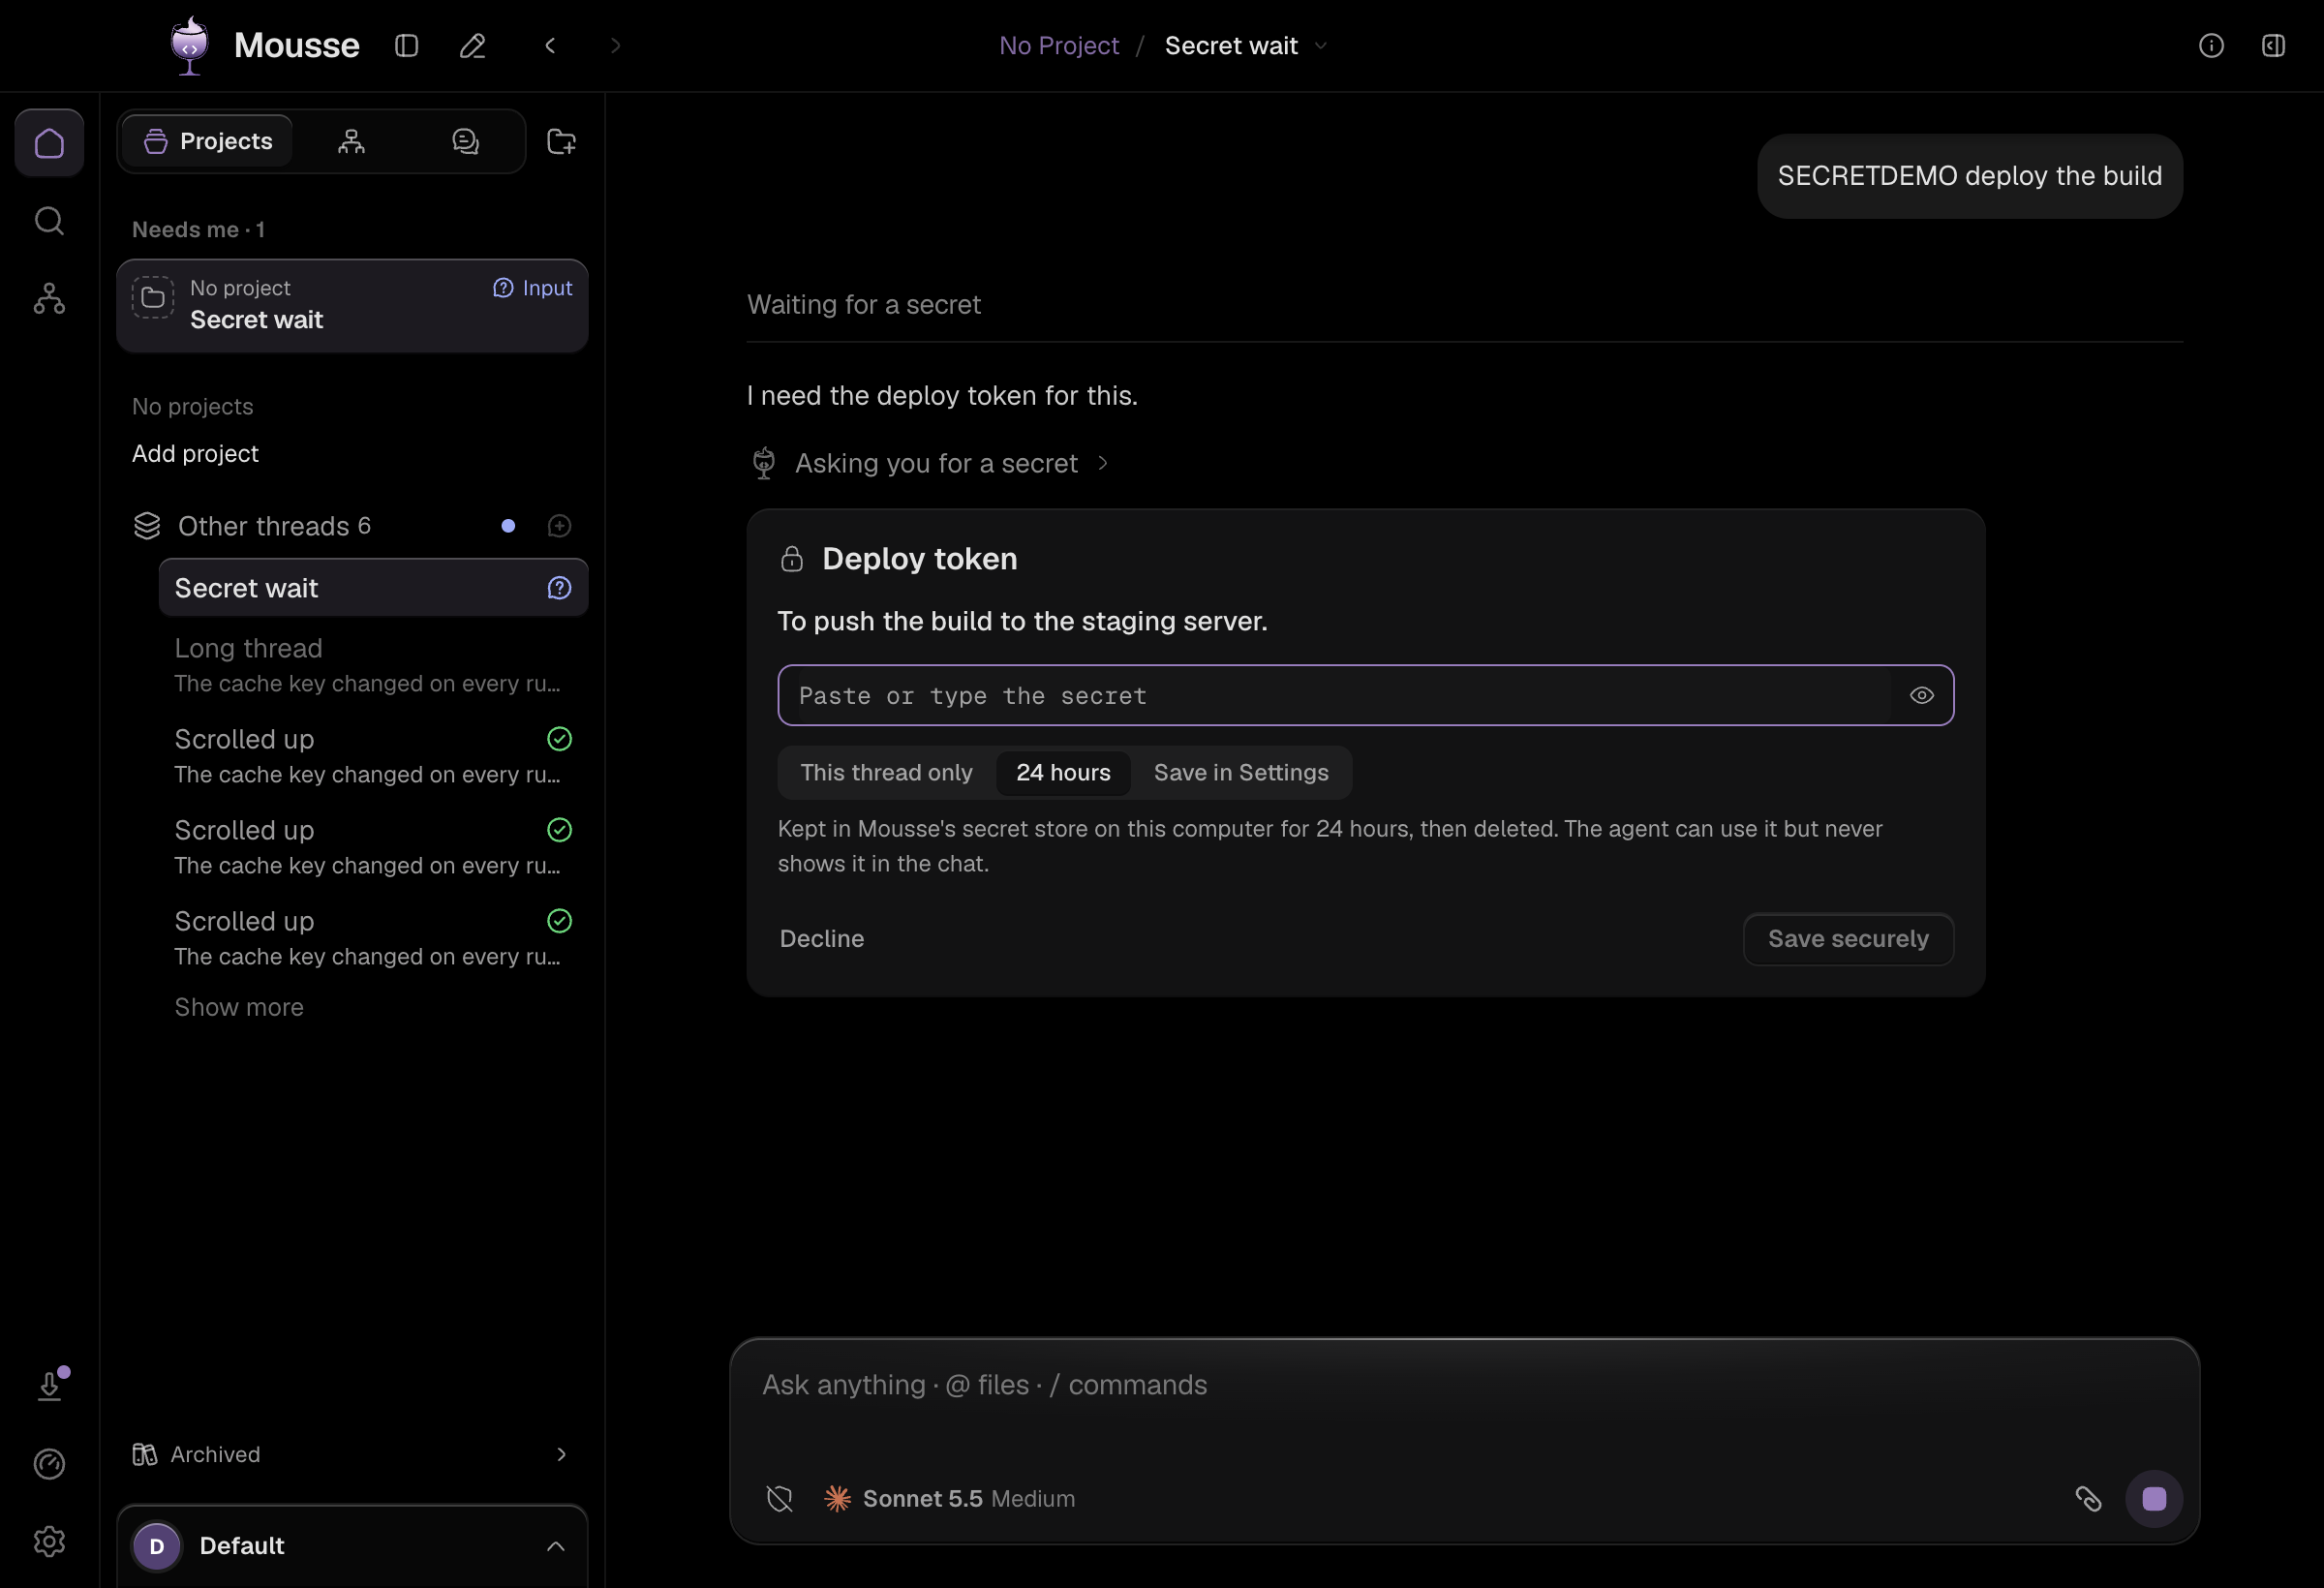 Mousse
No Project / Secret wait
Projects
Needs me · 1
No project
Input
Secret wait
No projects
Add project
Other threads 6
Secret wait
Long thread
The cache key changed on every ru...
Scrolled up
The cache key changed on every ru...
Scrolled up
The cache key changed on every ru...
Scrolled up
The cache key changed on every ru...
Show more
Archived
D
Default
SECRETDEMO deploy the build
Waiting for a secret
I need the deploy token for this.
Asking you for a secret
Deploy token
To push the build to the staging server.
Paste or type the secret
This thread only
24 hours
Save in Settings
Kept in Mousse's secret store on this computer for 24 hours, then deleted. The agent can use it but never
shows it in the chat.
Decline
Save securely
Ask anything · @ files · / commands
Sonnet 5.5 Medium